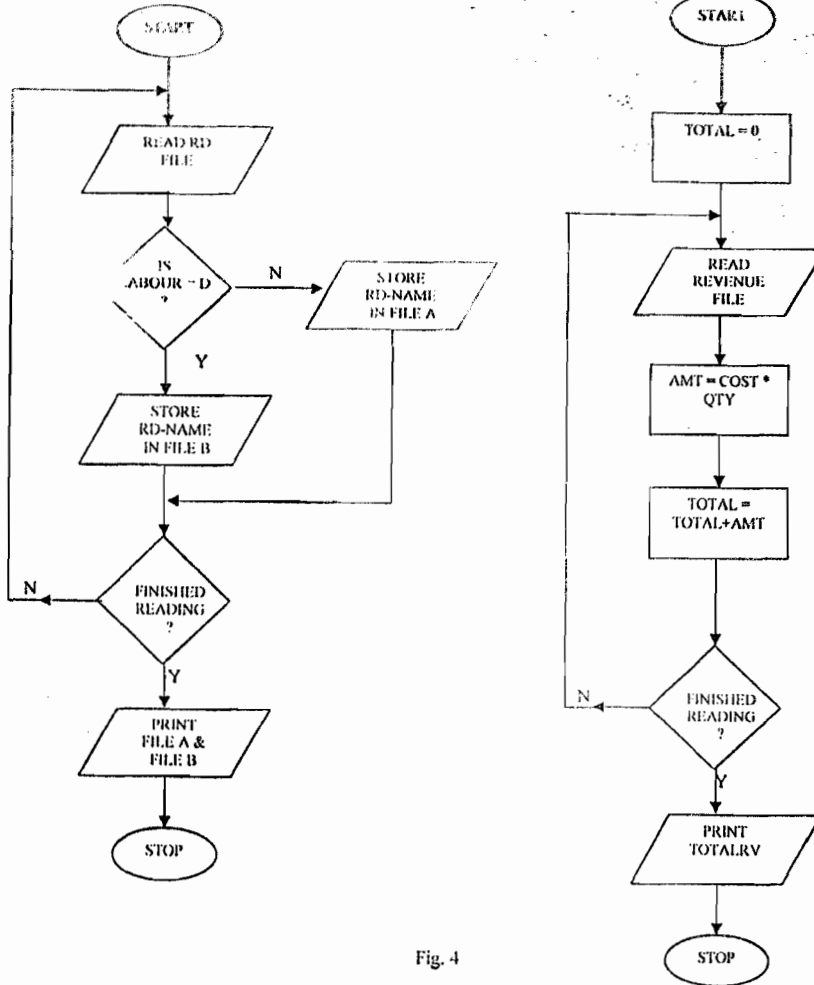 START
READ RD
FILE
IS
LABOUR = D
?
N
STORE
RD-NAME
IN FILE A
Y
STORE
RD-NAME
IN FILE B
N
FINISHED
READING
?
Y
PRINT
FILE A &
FILE B
STOP
START
TOTAL = 0
READ
REVENUE
FILE
AMT = COST *
QTY
TOTAL =
TOTAL+AMT
N
FINISHED
READING
?
Y
PRINT
TOTALRV
STOP
Fig. 4